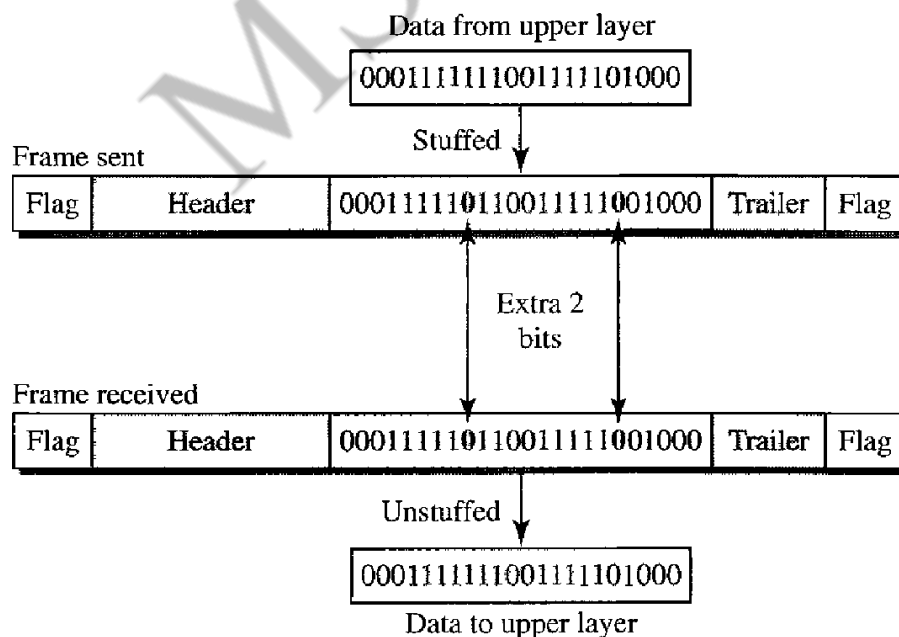 Data from upper layer
0001111111001111101000
Stuffed
Frame sent
Flag Header 000111110110011111001000 Trailer Flag
Extra 2
bits
Frame received
Flag Header 000111110110011111001000 Trailer Flag
Unstuffed
0001111111001111101000
Data to upper layer